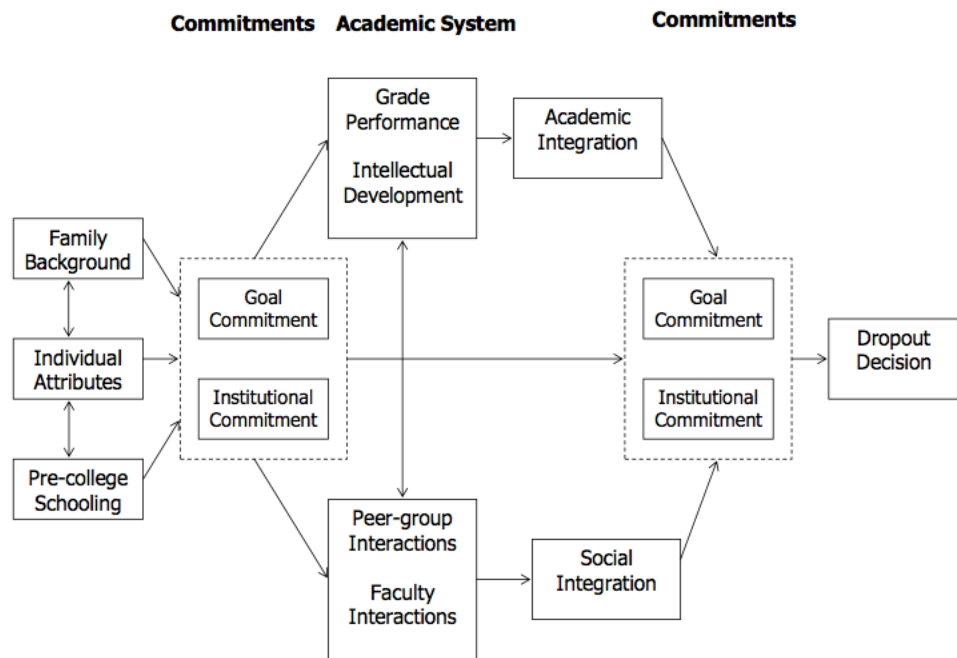 Commitments
Academic System
Commitments
Grade
Performance
Intellectual
Development
Academic
Integration
Family
Background
Goal
Commitment
Goal
Commitment
Individual
Attributes
Dropout
Decision
Institutional
Commitment
Institutional
Commitment
Pre-college
Schooling
Peer-group
Interactions
Faculty
Interactions
Social
Integration